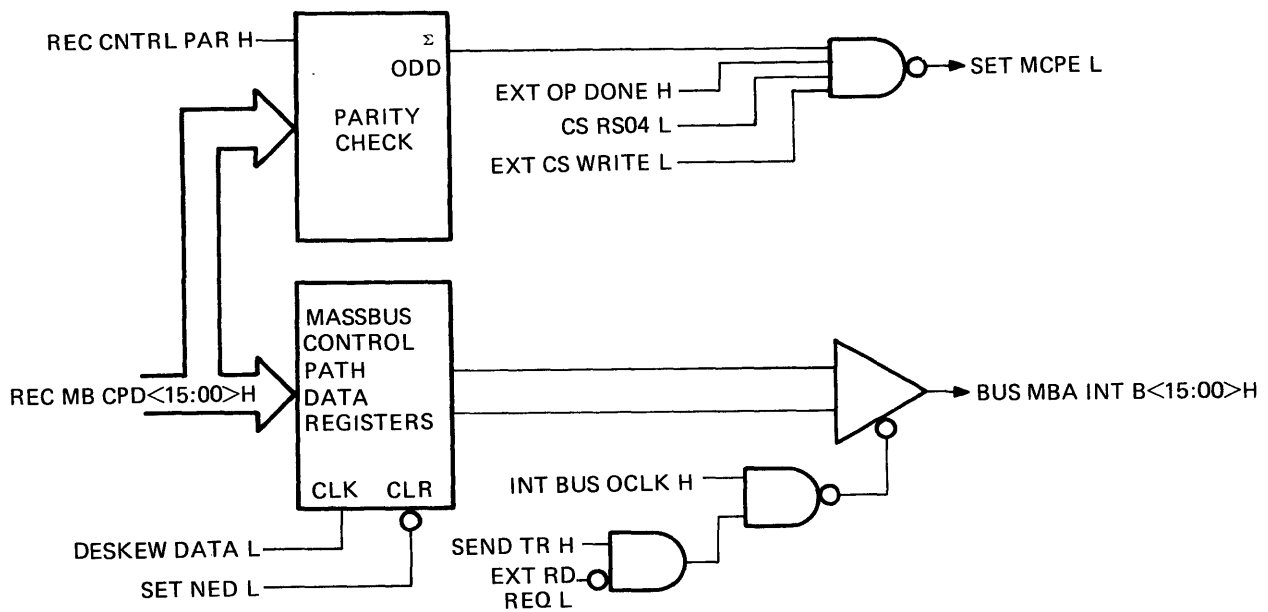 REC CNTRL PAR H
Σ
ODD
PARITY
CHECK
EXT OP DONE H
CS RS04 L
EXT CS WRITE L
SET MCPE L
REC MB CPD<15:00>H
MASSBUS
CONTROL
PATH
DATA
REGISTERS
CLK CLR
DESKEW DATA L
SET NED L
BUS MBA INT B<15:00>H
INT BUS OCLK H
SEND TR H
EXT RD
REQ L